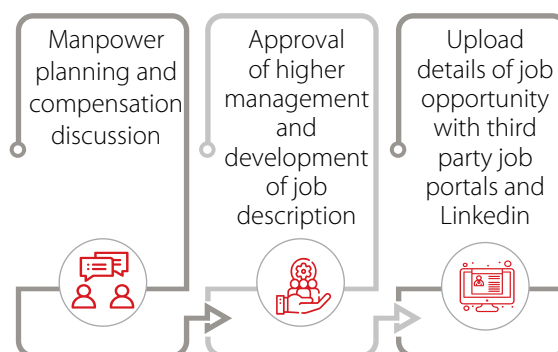 Manpower
planning and
compensation
discussion
Approval
of higher
management
and
development
of job
description
Upload
details of job
opportunity
with third
party job
portals and
Linkedin